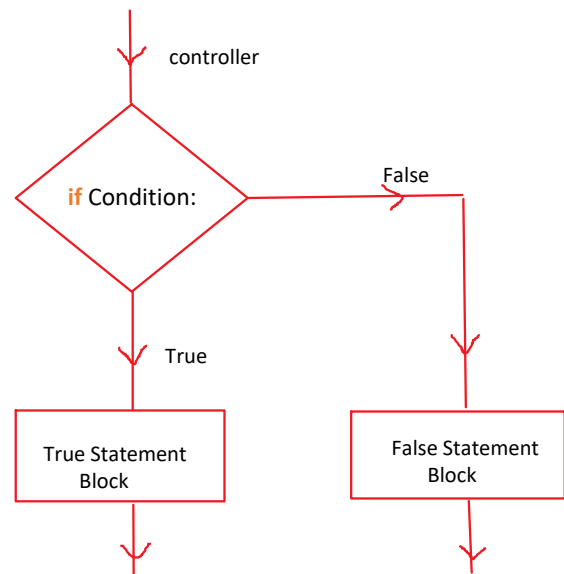 controller
False
if Condition:
True
True Statement
Block
False Statement
Block